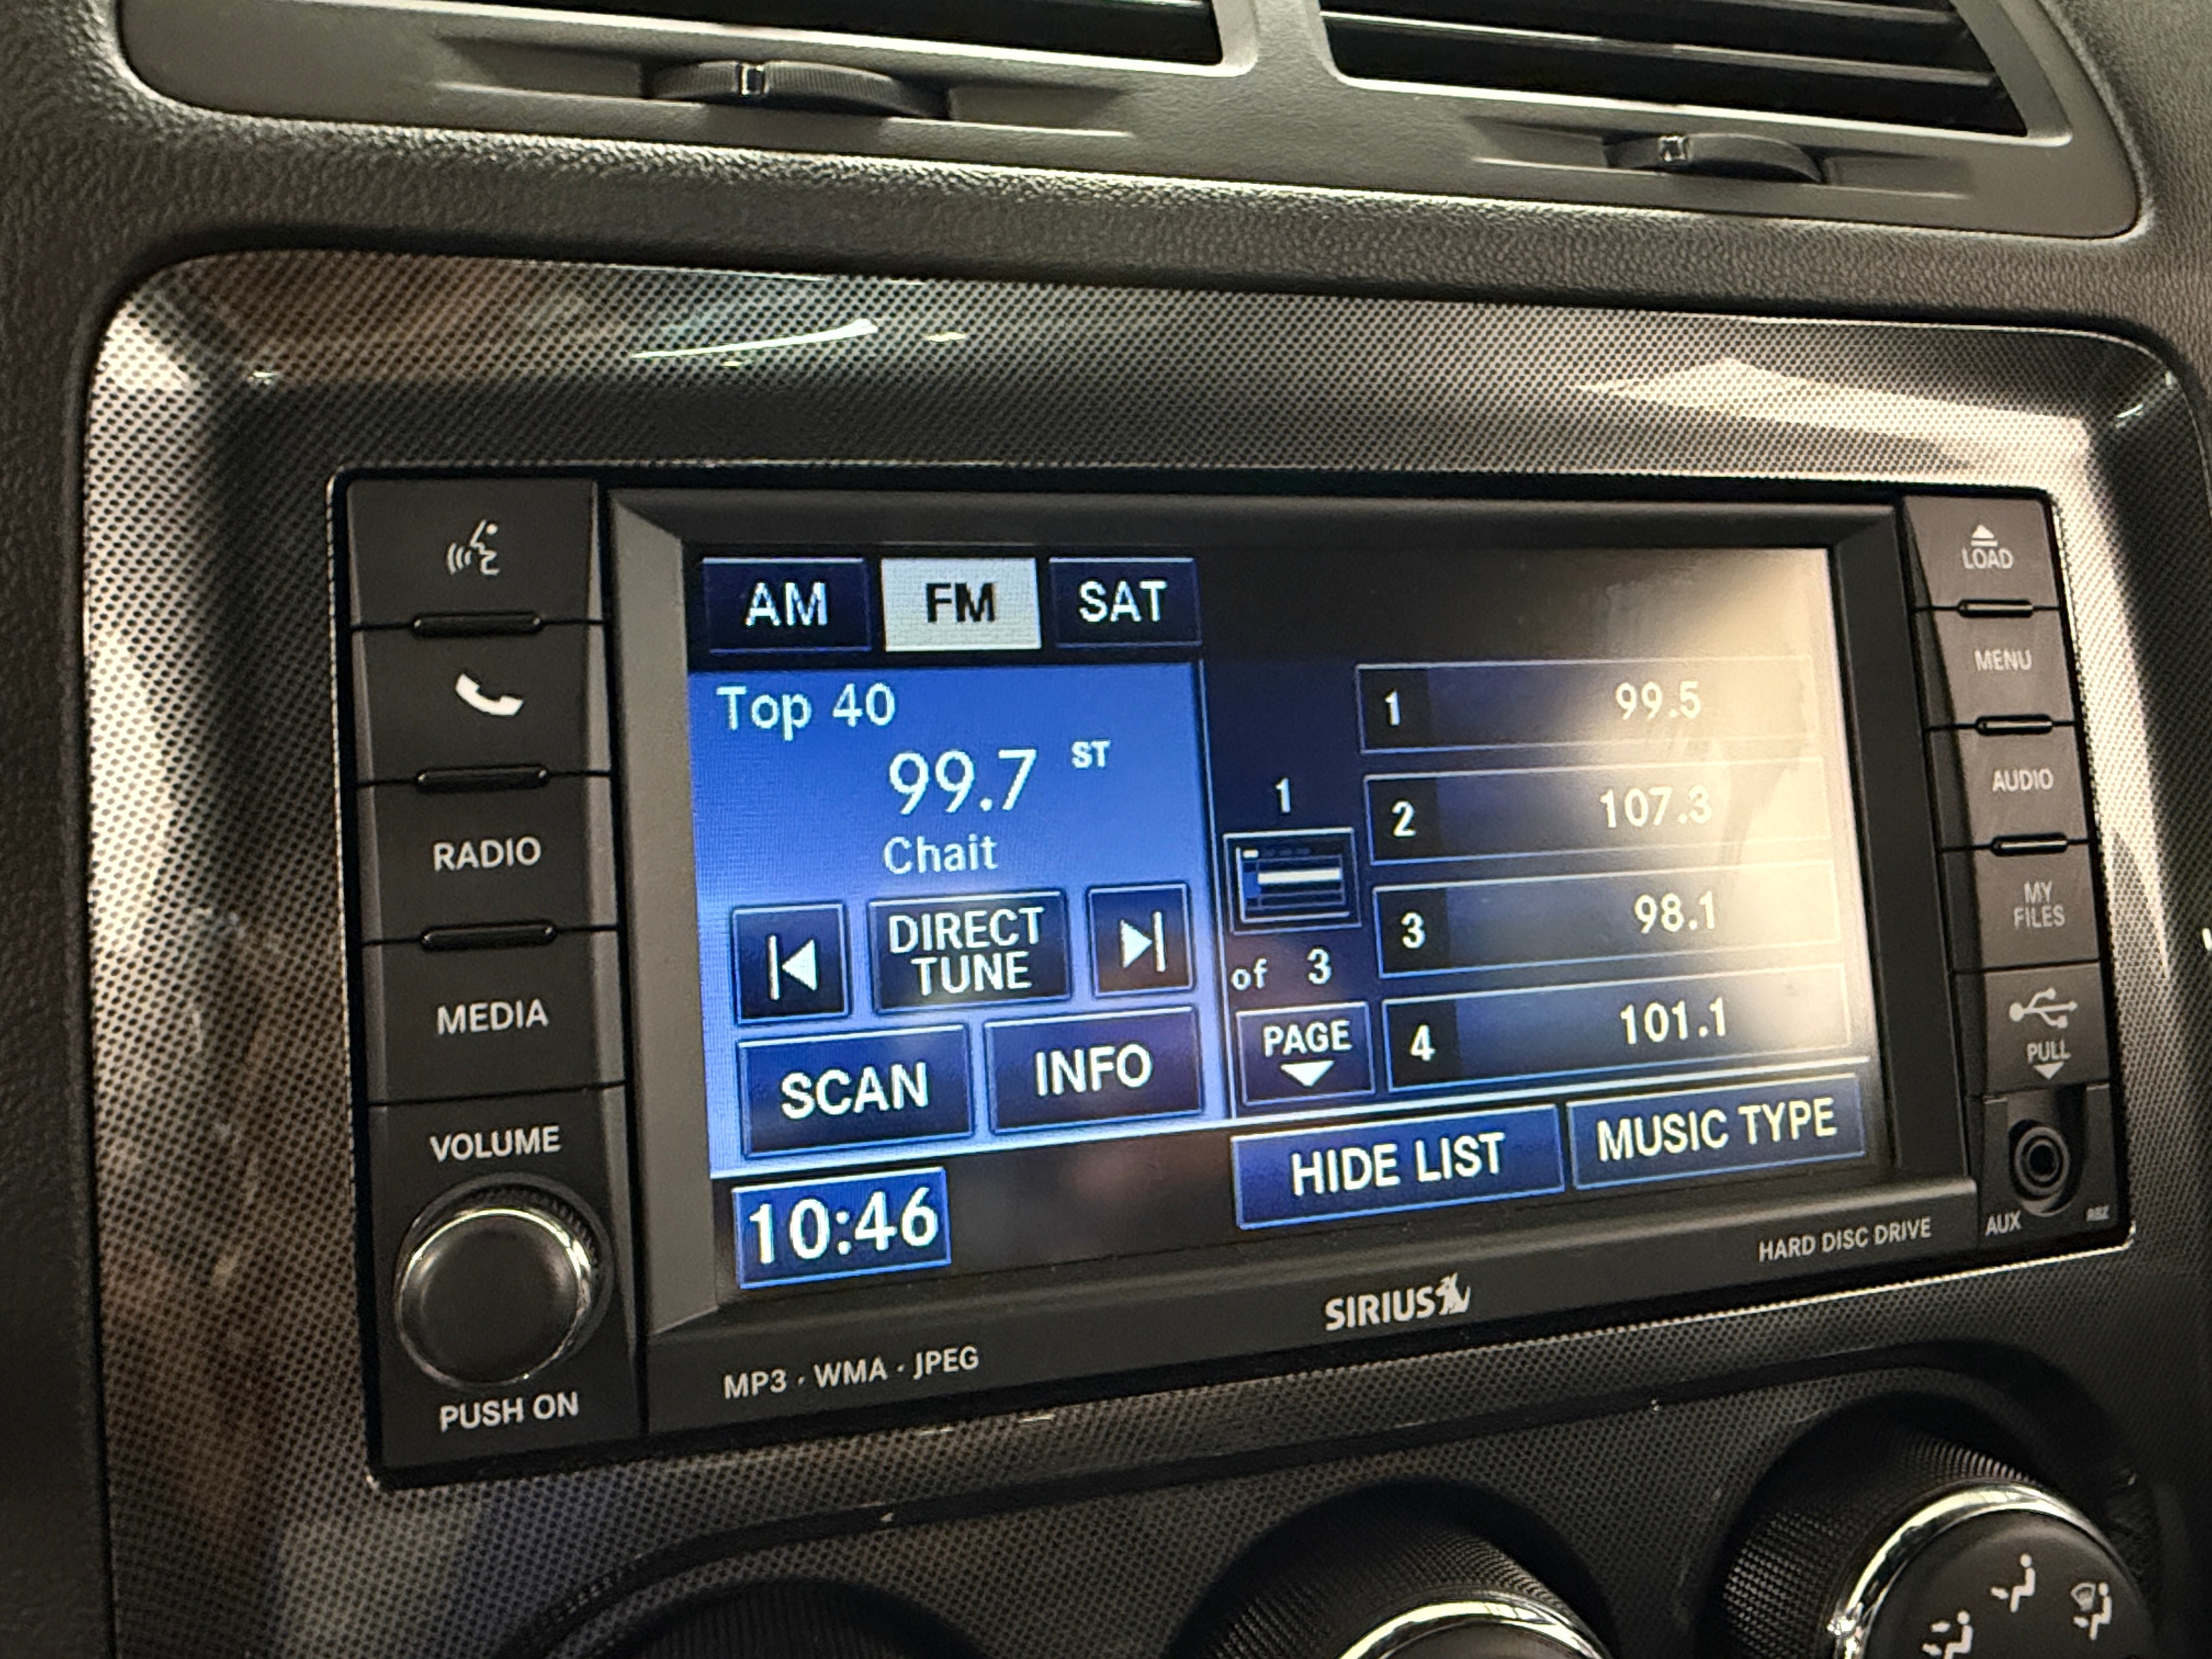 AM FM SAT
Top 40
99.7 ST
Chait
DIRECT
TUNE
SCAN INFO
10:46
1
of 3
PAGE
1 99.5
2 107.3
3 98.1
4 101.1
HIDE LIST MUSIC TYPE
RADIO
MEDIA
VOLUME
PUSH ON
LOAD
MENU
AUDIO
MY
FILES
PULL
AUX
MP3 · WMA · JPEG
SIRIUS
HARD DISC DRIVE